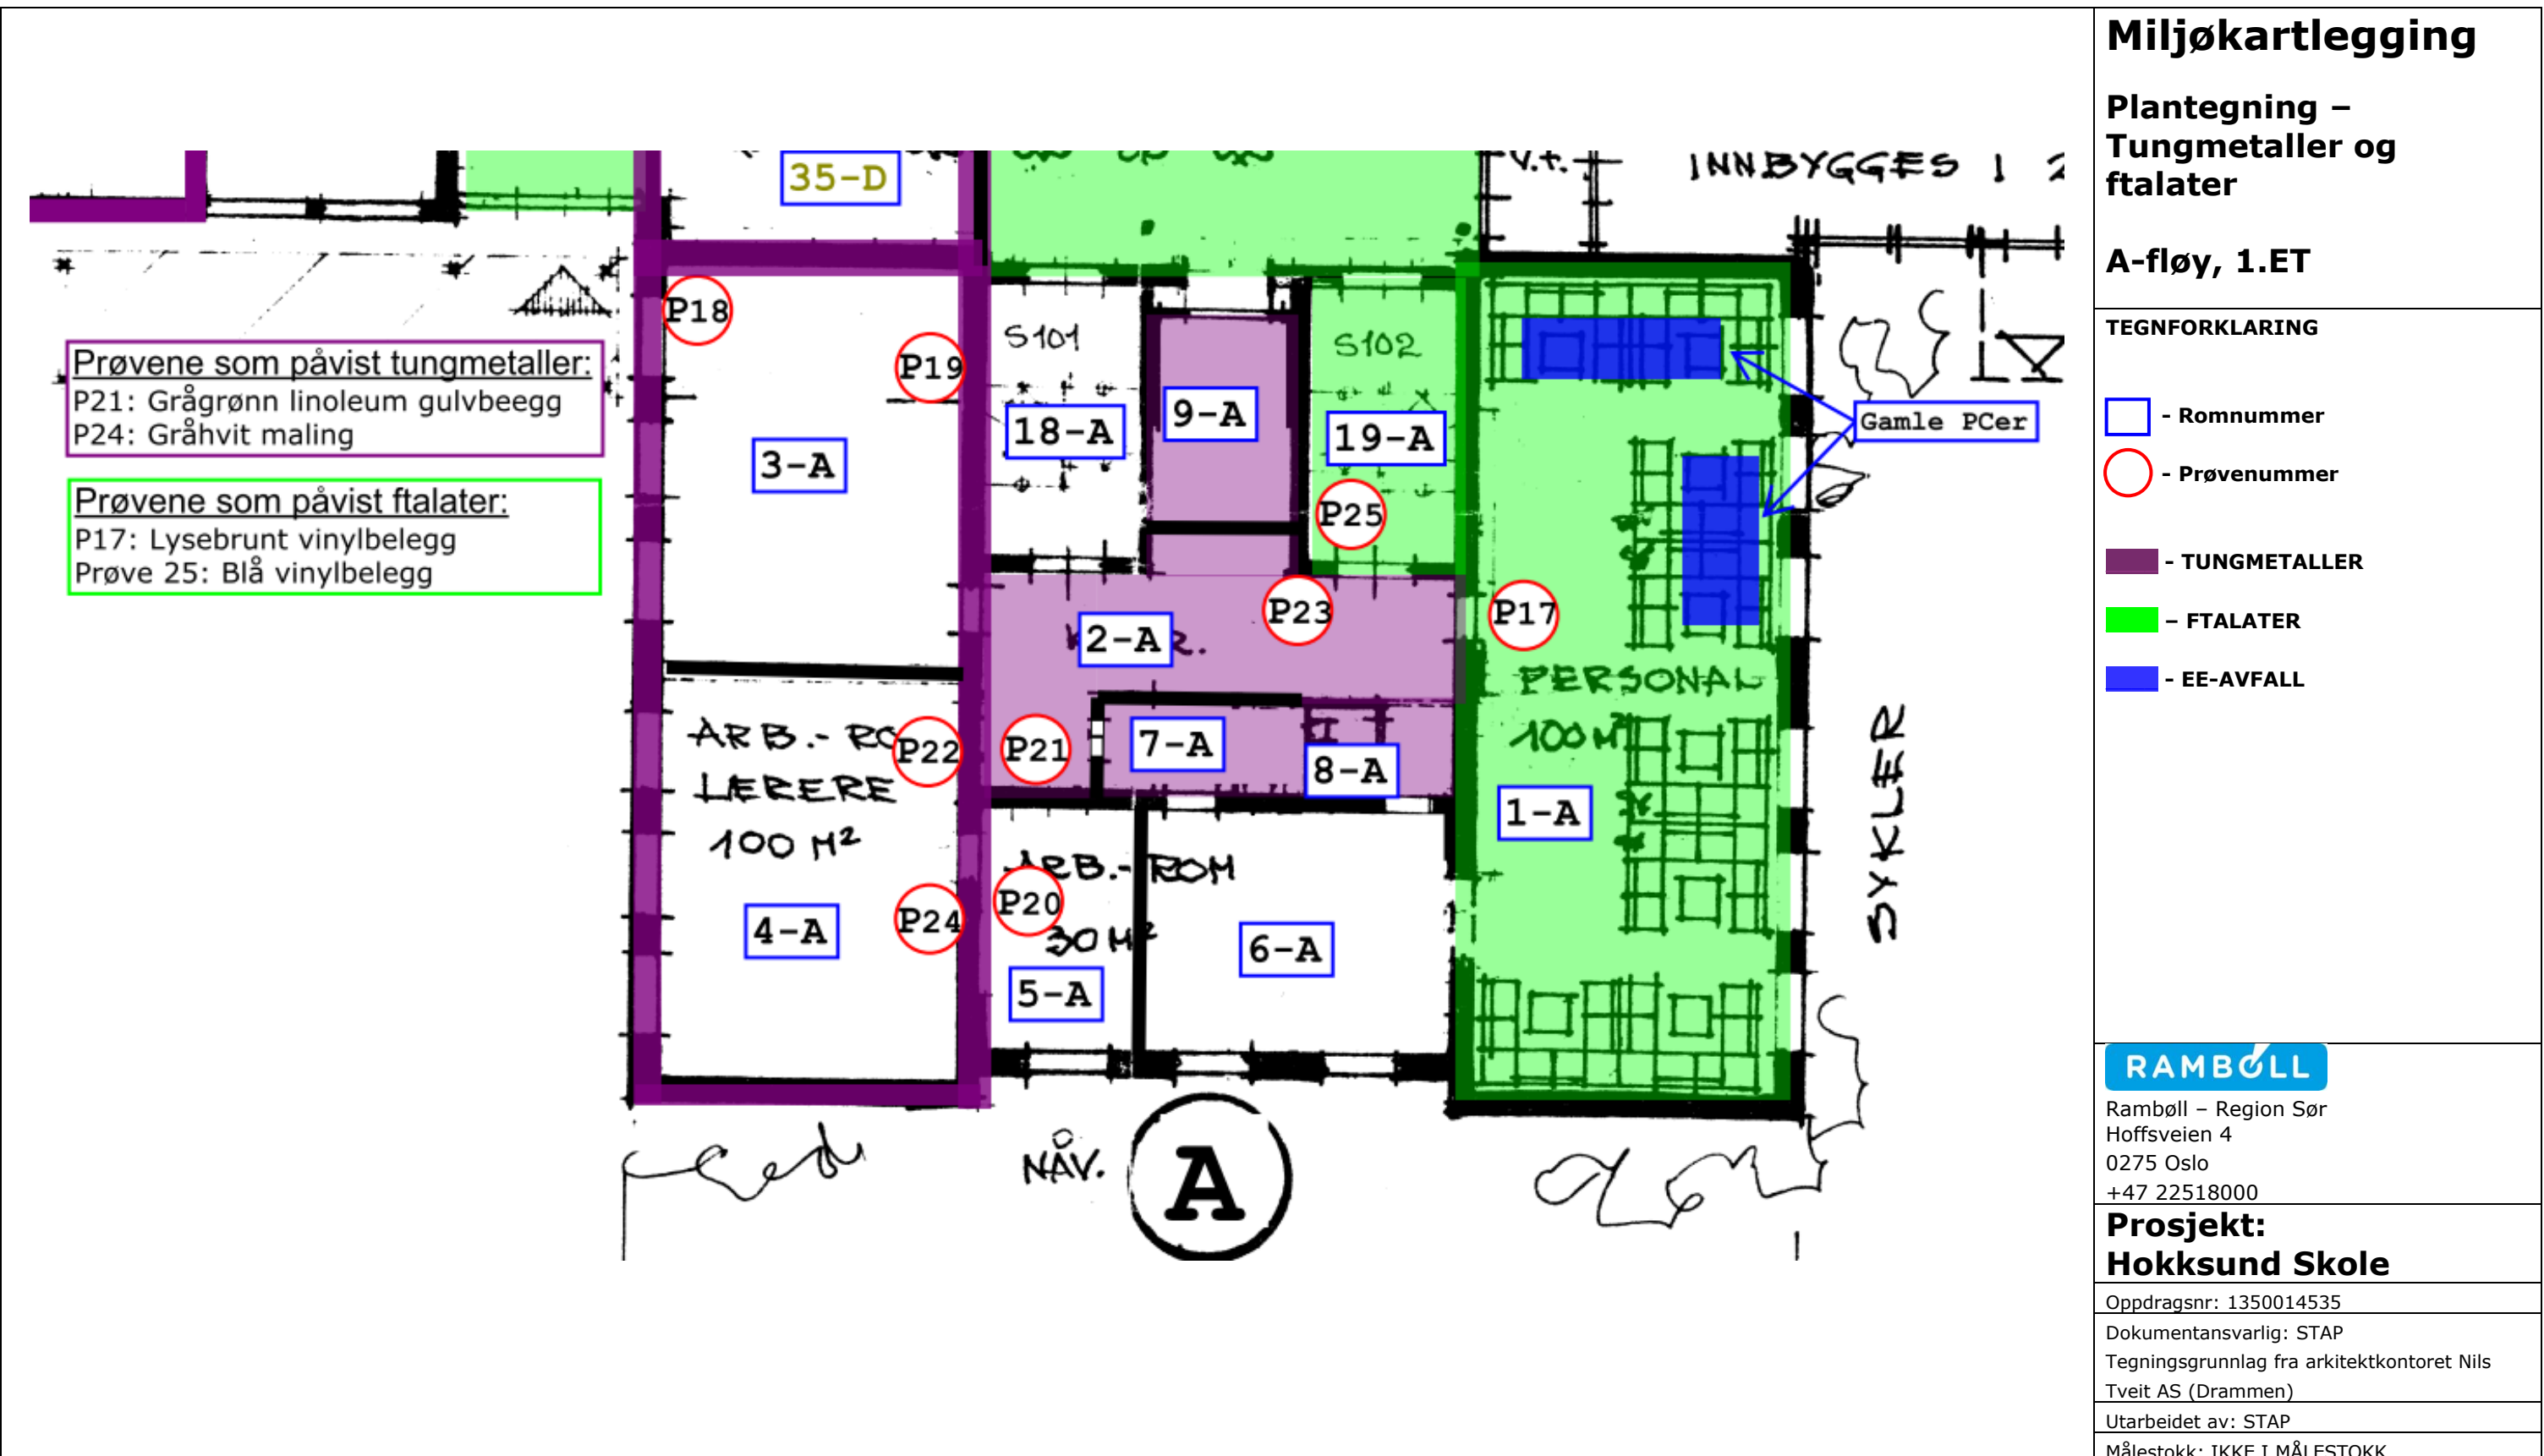 Miljøkartlegging
Plantegning –
Tungmetaller og
ftalater
A-fløy, 1.ET
TEGNFORKLARING
- Romnummer
- Prøvenummer
- TUNGMETALLER
– FTALATER
- EE-AVFALL
RAMBOLL
Rambøll – Region Sør
Hoffsveien 4
0275 Oslo
+47 22518000
Prosjekt:
Hokksund Skole
Oppdragsnr: 1350014535
Dokumentansvarlig: STAP
Tegningsgrunnlag fra arkitektkontoret Nils
Tveit AS (Drammen)
Utarbeidet av: STAP
Målestokk: IKKE I MÅLESTOKK
35-D
V.F.
INNBYGGES I 2
Prøvene som påvist tungmetaller:
P21: Grågrønn linoleum gulvbeegg
P24: Gråhvit maling
Prøvene som påvist ftalater:
P17: Lysebrunt vinylbelegg
Prøve 25: Blå vinylbelegg
P18
P19
3-A
S101
18-A
9-A
S102
19-A
P25
Gamle PCer
2-A
P23
P17
PERSONAL
100 M²
1-A
ARB.- RO
LÆRERE
100 M²
P22
P21
7-A
8-A
4-A
P24
ARB.-ROM
P20
30 M²
5-A
6-A
BYKLER
NÅV.
A